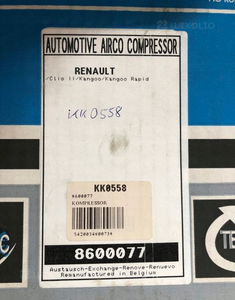 AUTOMOTIVE AIRCO COMPRESSOR
RENAULT
/Clio II/Kangoo/Kangoo Rapid
KK0558
KK0558
8600077
KOMPRESSOR
8600077
Austausch-Exchange-Renove-Renuevo
Remanufactured in Belgium